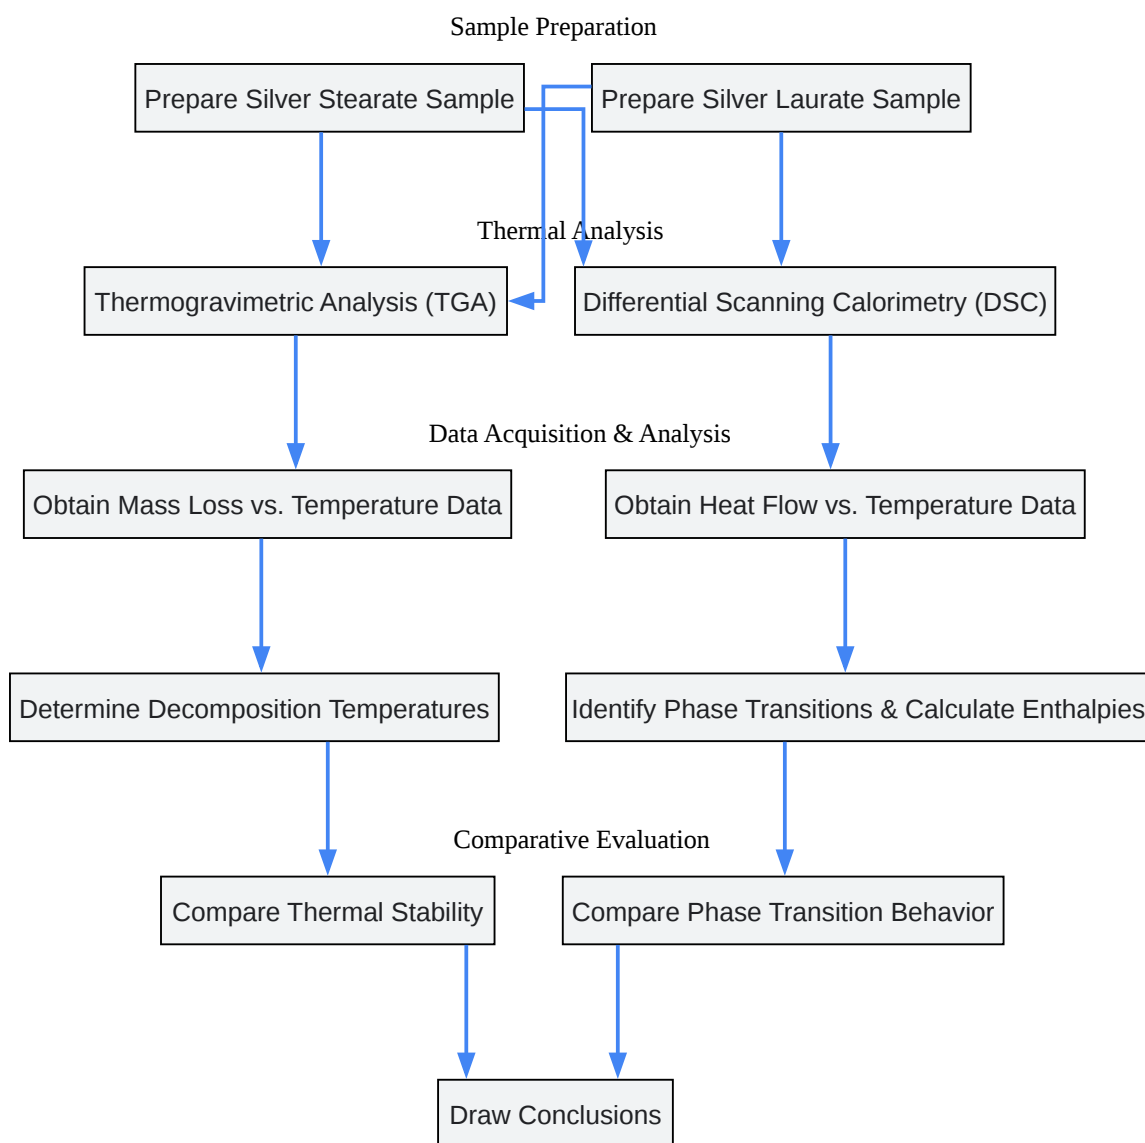 Sample Preparation
Prepare Silver Stearate Sample
Prepare Silver Laurate Sample
Thermal Analysis
Thermogravimetric Analysis (TGA)
Differential Scanning Calorimetry (DSC)
Data Acquisition & Analysis
Obtain Mass Loss vs. Temperature Data
Obtain Heat Flow vs. Temperature Data
Determine Decomposition Temperatures
Identify Phase Transitions & Calculate Enthalpies
Comparative Evaluation
Compare Thermal Stability
Compare Phase Transition Behavior
Draw Conclusions